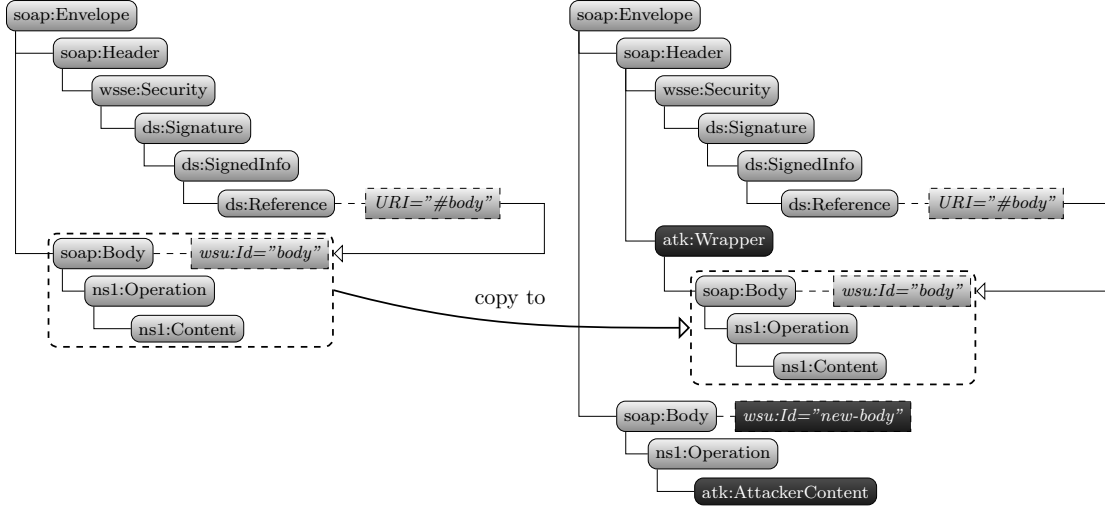 soap:Envelope
soap:Header
wsse:Security
ds:Signature
ds:SignedInfo
ds:Reference URI="#body"
soap:Body wsu:Id="body"
ns1:Operation
ns1:Content
copy to
soap:Envelope
soap:Header
wsse:Security
ds:Signature
ds:SignedInfo
ds:Reference URI="#body"
atk:Wrapper
soap:Body wsu:Id="body"
ns1:Operation
ns1:Content
soap:Body wsu:Id="new-body"
ns1:Operation
atk:AttackerContent